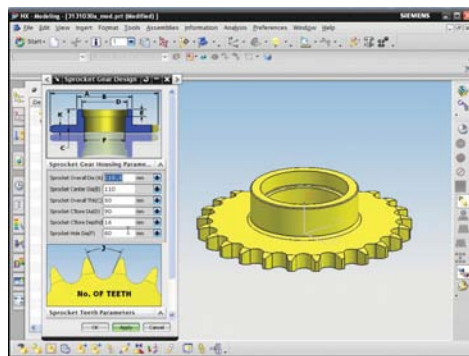 NX - Modeling - [3131030a_mod.prt (Modified)]
SIEMENS
File Edit View Insert Format Tools Assemblies Information Analysis Preferences Window Help
Start
Sprocket Gear Design
A
B
D
K
C
F
Sprocket Gear Housing Parame...
Sprocket Overall Dia(A)
mm
Sprocket Center Dia(B) 110 mm
Sprocket Overall Thk(C) 50 mm
Sprocket CBore Dia(D) 90 mm
Sprocket CBore Depth 14 mm
Sprocket Hole Dia(F) 80 mm
J
No. OF TEETH
Sprocket Teeth Parameters
OK Apply Cancel